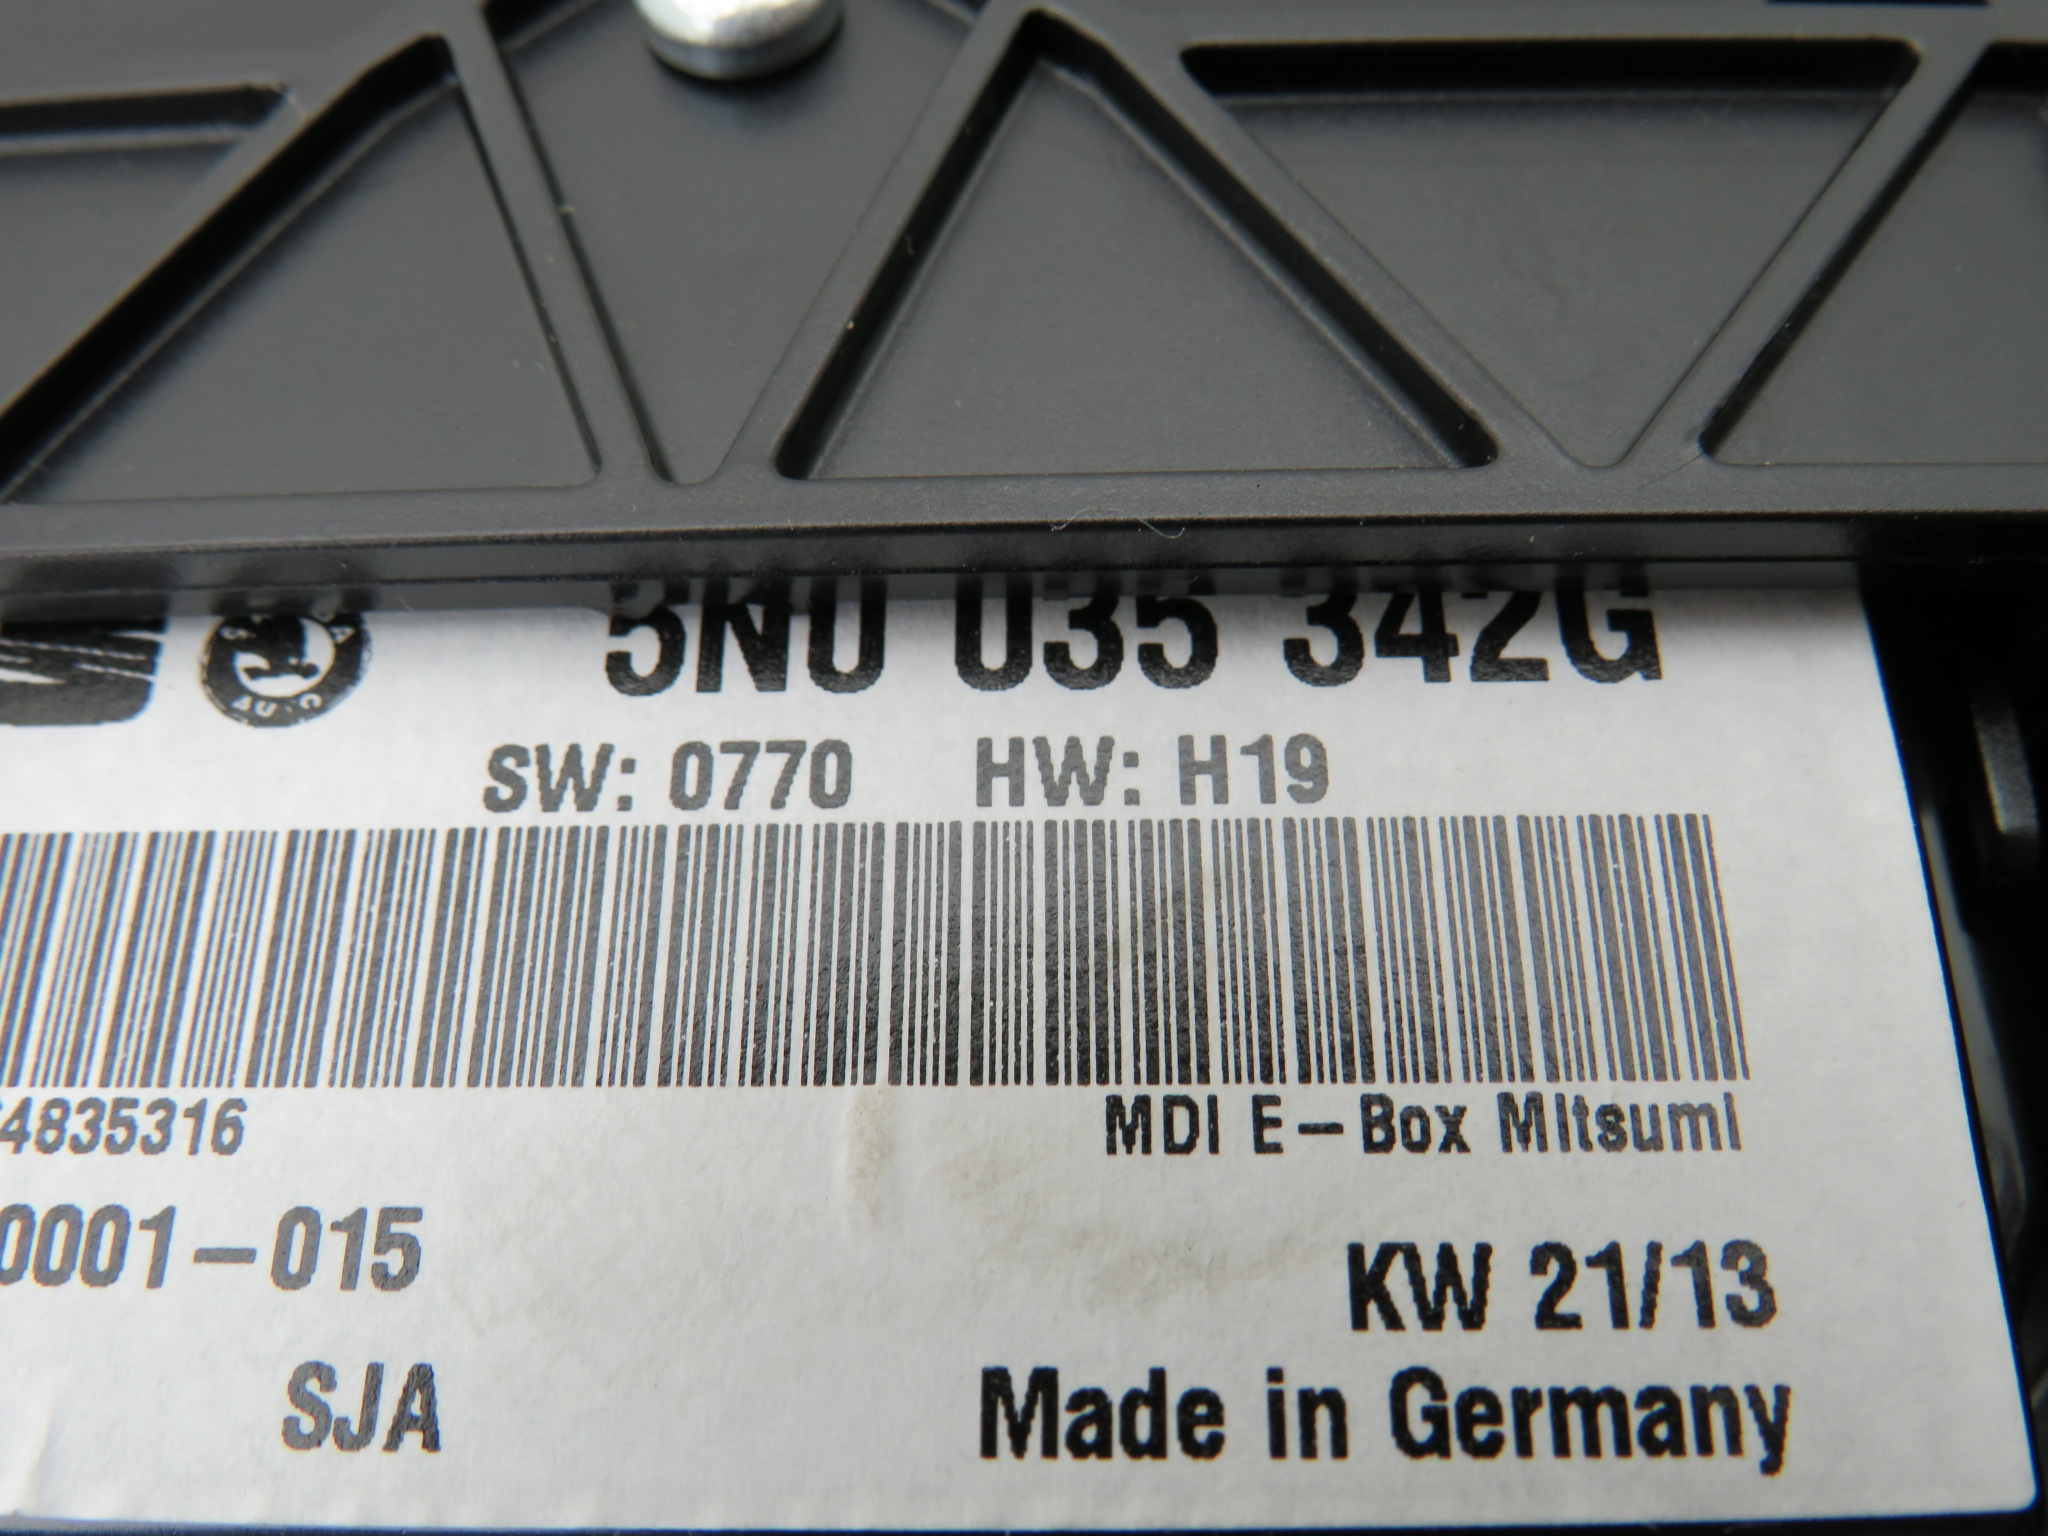 5N0 035 342G
SW: 0770 HW: H19
4835316
MDI E-Box Mitsumi
0001-015
KW 21/13
SJA
Made in Germany